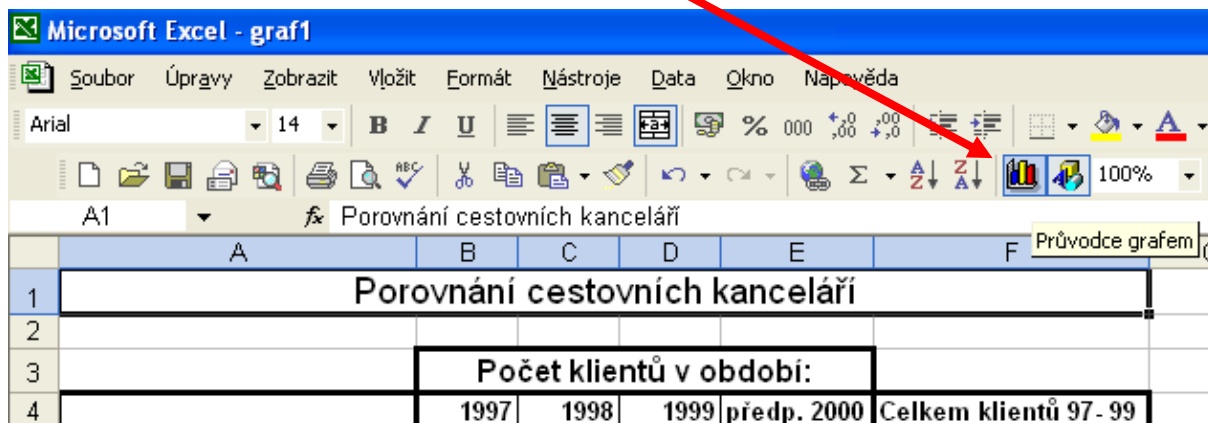 Microsoft Excel - graf1
Soubor Úpravy Zobrazit Vložit Formát Nástroje Data Okno Nápověda
Arial 14 B I U % 000
100%
A1 fx Porovnání cestovních kanceláří
Průvodce grafem
A B C D E F
1 Porovnání cestovních kanceláří
2
3 Počet klientů v období:
4 1997 1998 1999 předp. 2000 Celkem klientů 97- 99